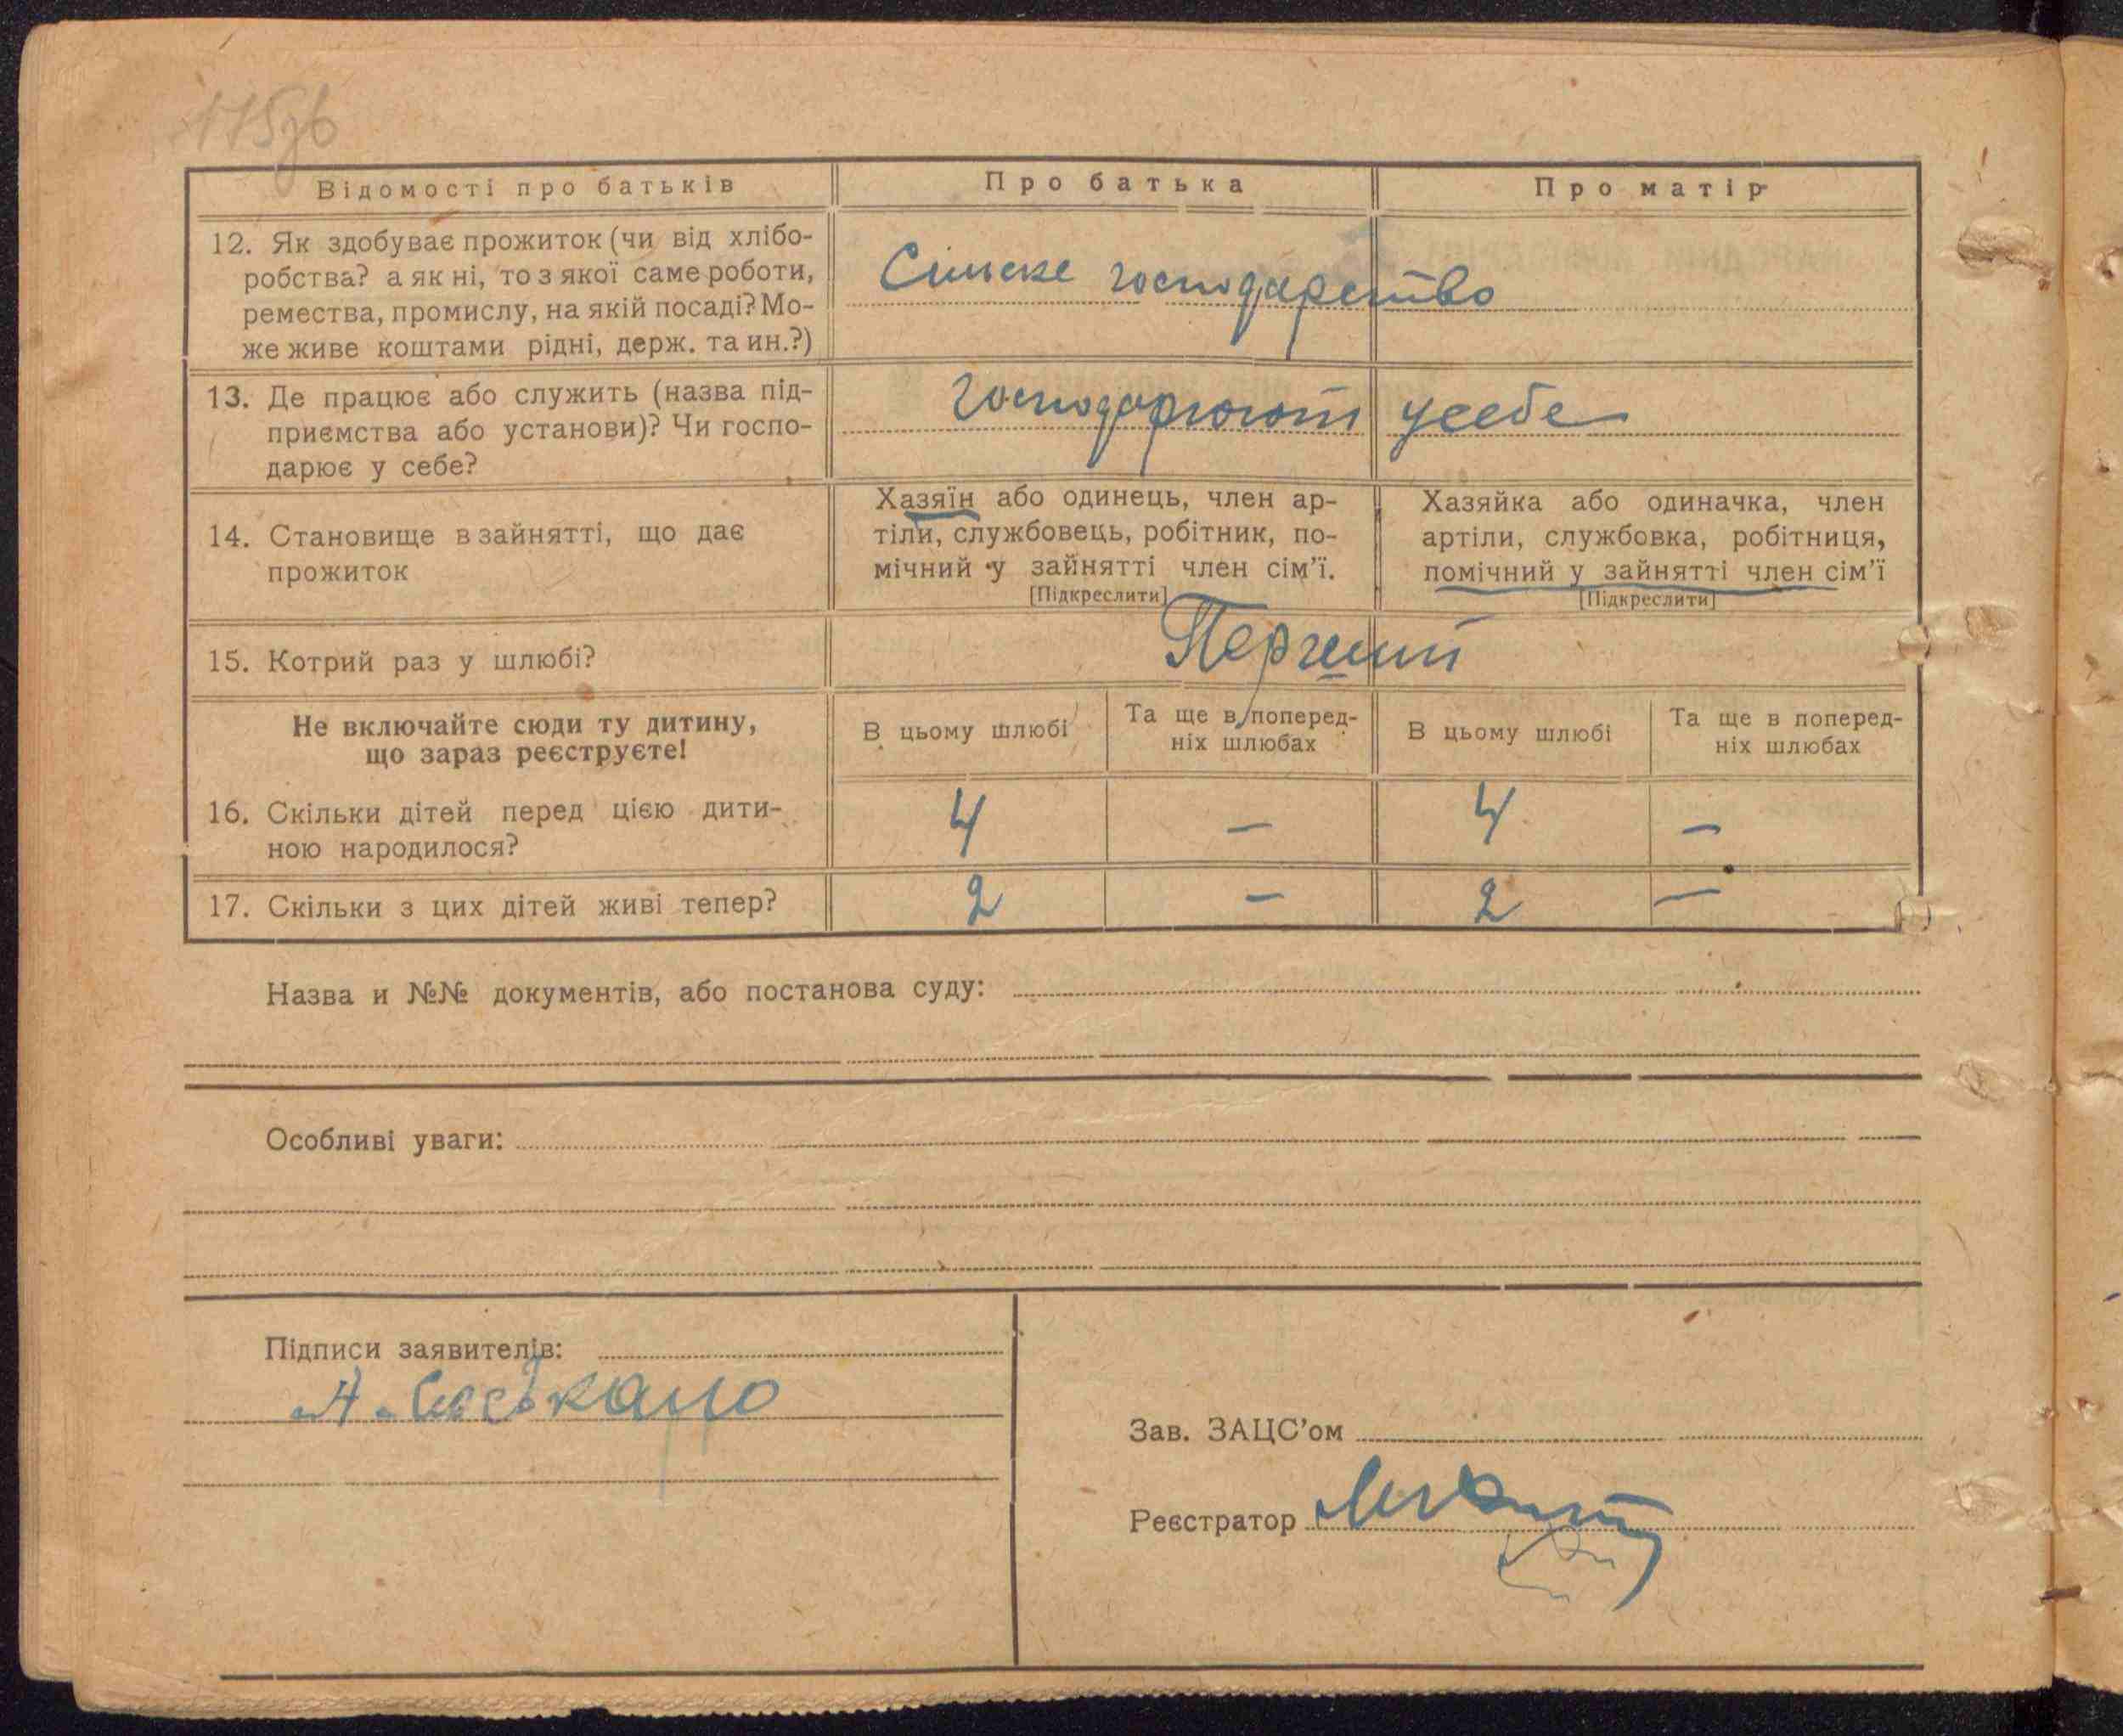 Відомості про батьків
Про батька
Про матір
12. Як здобуває прожиток (чи від хлібо-
робства? а як ні, то з якої саме роботи,
ремества, промислу, на якій посаді? Мо-
же живе коштами рідні, держ. та ин.?)
Сільске господарство
13. Де працює або служить (назва під-
приємства або установи)? Чи госпо-
дарює у себе?
господарюють усебе
14. Становище в зайнятті, що дає
прожиток
Хазяїн або одинець, член ар-
тіли, службовець, робітник, по-
мічний у зайнятті член сім’ї.
[Підкреслити]
Хазяйка або одиначка, член
артіли, службовка, робітниця,
помічний у зайнятті член сім’ї
[Підкреслити]
15. Котрий раз у шлюбі?
Не включайте сюди ту дитину,
що зараз реєструєте!
В цьому шлюбі
Та ще в поперед-
ніх шлюбах
В цьому шлюбі
Та ще в поперед-
ніх шлюбах
16. Скільки дітей перед цією дити-
ною народилося?
4 — 4 —
17. Скільки з цих дітей живі тепер?
2 — 2 —
Назва и №№ документів, або постанова суду:
Особливі уваги:
Підписи заявителів:
А.
Зав. ЗАЦС’ом
Реєстратор